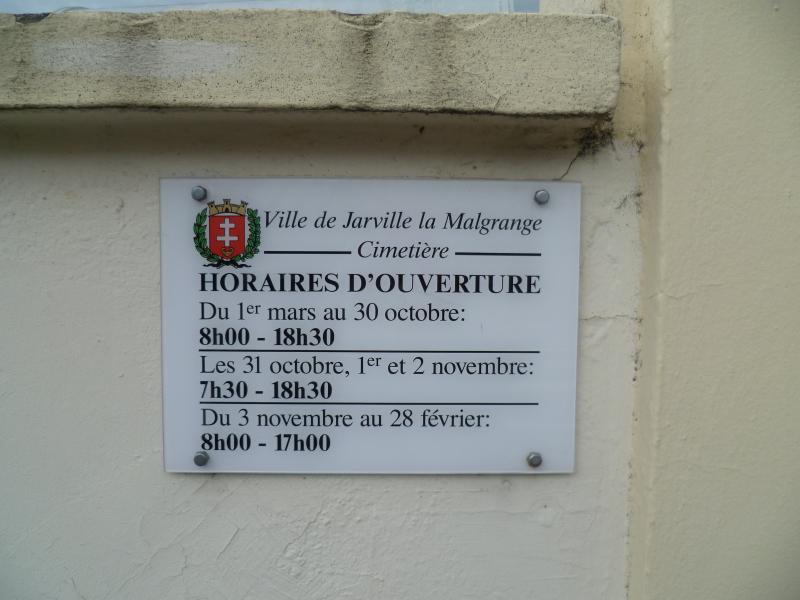 Ville de Jarville la Malgrange
Cimetière
HORAIRES D'OUVERTURE
Du 1er mars au 30 octobre:
8h00 - 18h30
Les 31 octobre, 1er et 2 novembre:
7h30 - 18h30
Du 3 novembre au 28 février:
8h00 - 17h00